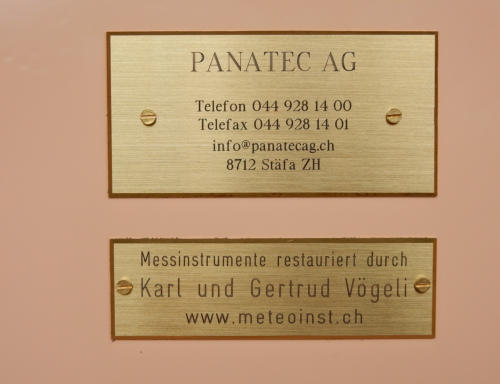 PANATEC AG
Telefon 044 928 14 00
Telefax 044 928 14 01
info@panatecag.ch
8712 Stäfa ZH
Messinstrumente restauriert durch
Karl und Gertrud Vögeli
www.meteoinst.ch